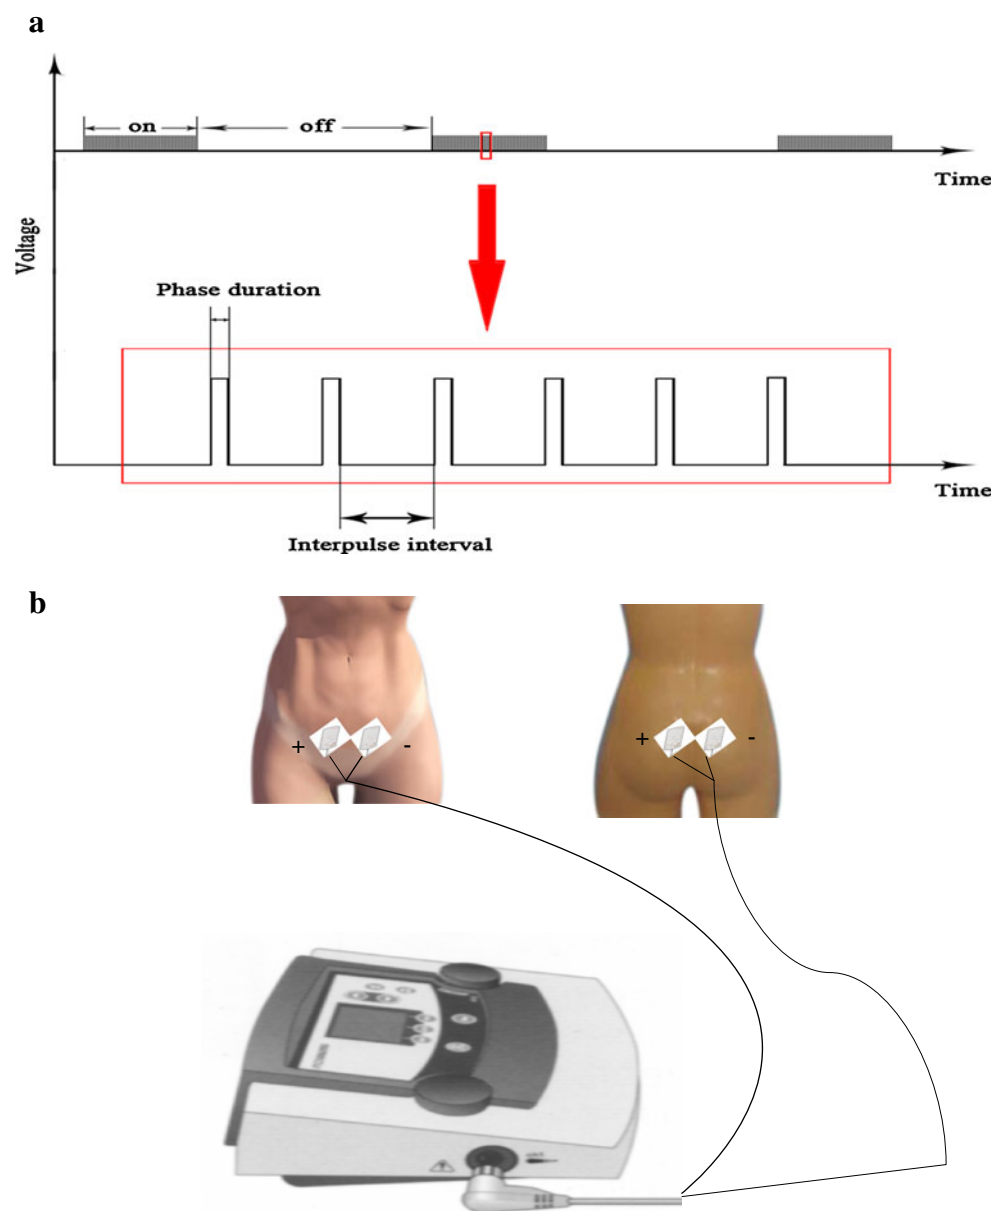 a
on
off
Time
Voltage
Phase duration
Time
Interpulse interval
b
+
-
+
-